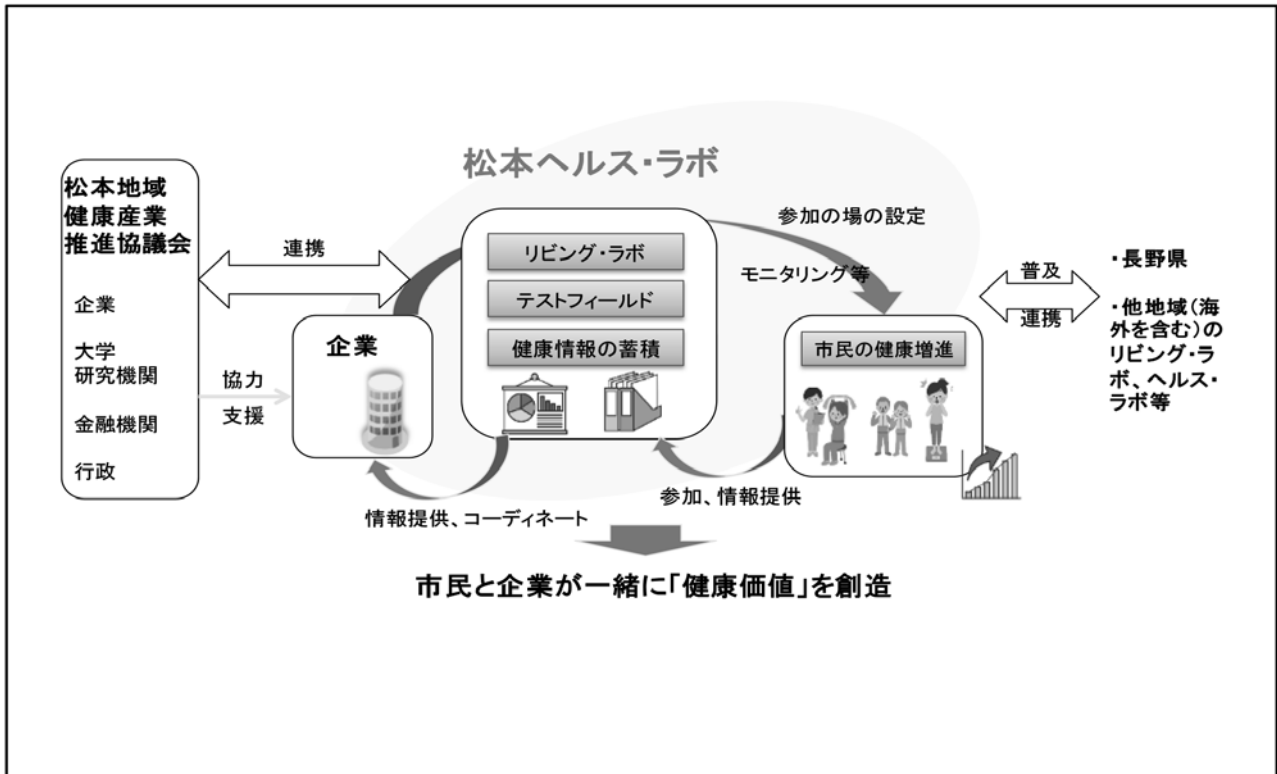 松本ヘルス・ラボ
松本地域
健康産業
推進協議会
企業
大学
研究機関
金融機関
行政
連携
協力
支援
企業
リビング・ラボ
テストフィールド
健康情報の蓄積
参加の場の設定
モニタリング等
市民の健康増進
参加、情報提供
情報提供、コーディネート
普及
連携
・長野県
・他地域(海
外を含む)の
リビング・ラ
ボ、ヘルス・
ラボ等
市民と企業が一緒に「健康価値」を創造